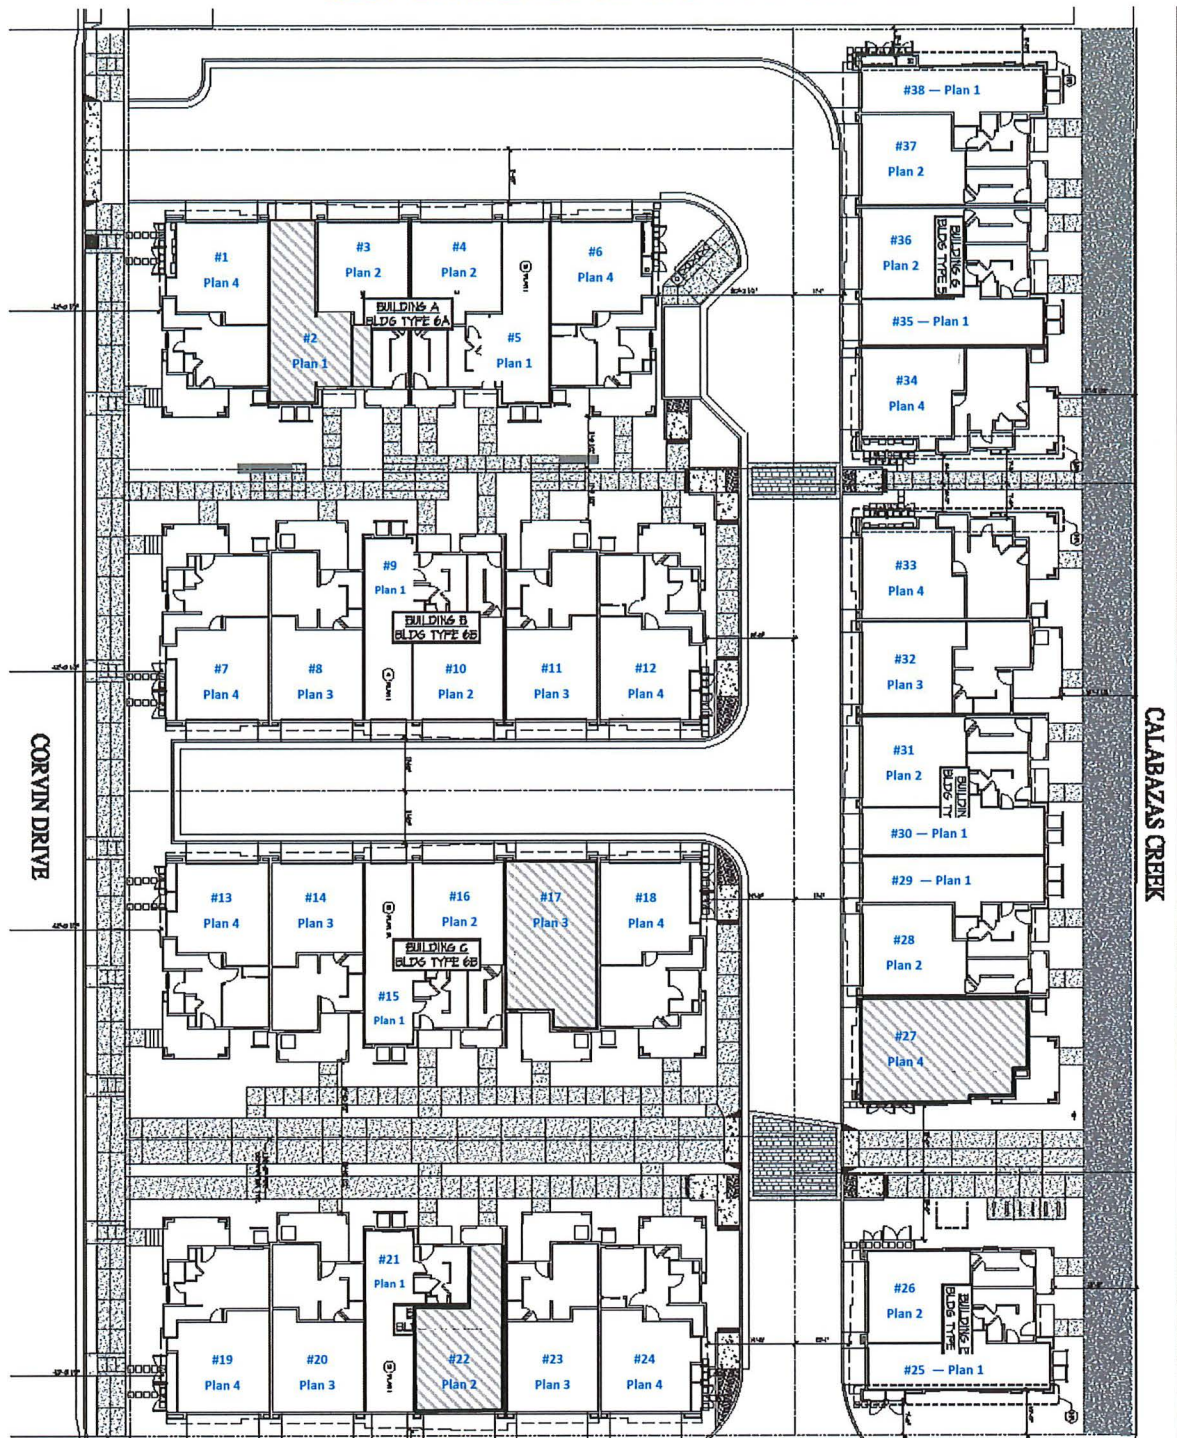 #38 — Plan 1
#37
Plan 2
#36
Plan 2
BUILDING G
BLDG TYPE 5
#35 — Plan 1
#34
Plan 4
#1
Plan 4
#2
Plan 1
#3
Plan 2
#4
Plan 2
#5
Plan 1
#6
Plan 4
BUILDING A
BLDG TYPE 6A
#7
Plan 4
#8
Plan 3
#9
Plan 1
#10
Plan 2
#11
Plan 3
#12
Plan 4
BUILDING B
BLDG TYPE 6B
#33
Plan 4
#32
Plan 3
#31
Plan 2
BUILDIN
BLDG TY
#30 — Plan 1
#29 — Plan 1
#28
Plan 2
#27
Plan 4
CORVIN DRIVE
CALABAZAS CREEK
#13
Plan 4
#14
Plan 3
#15
Plan 1
#16
Plan 2
#17
Plan 3
#18
Plan 4
BUILDING C
BLDG TYPE 6B
#19
Plan 4
#20
Plan 3
#21
Plan 1
#22
Plan 2
#23
Plan 3
#24
Plan 4
#26
Plan 2
BUILDING E
BLDG TYPE
#25 — Plan 1